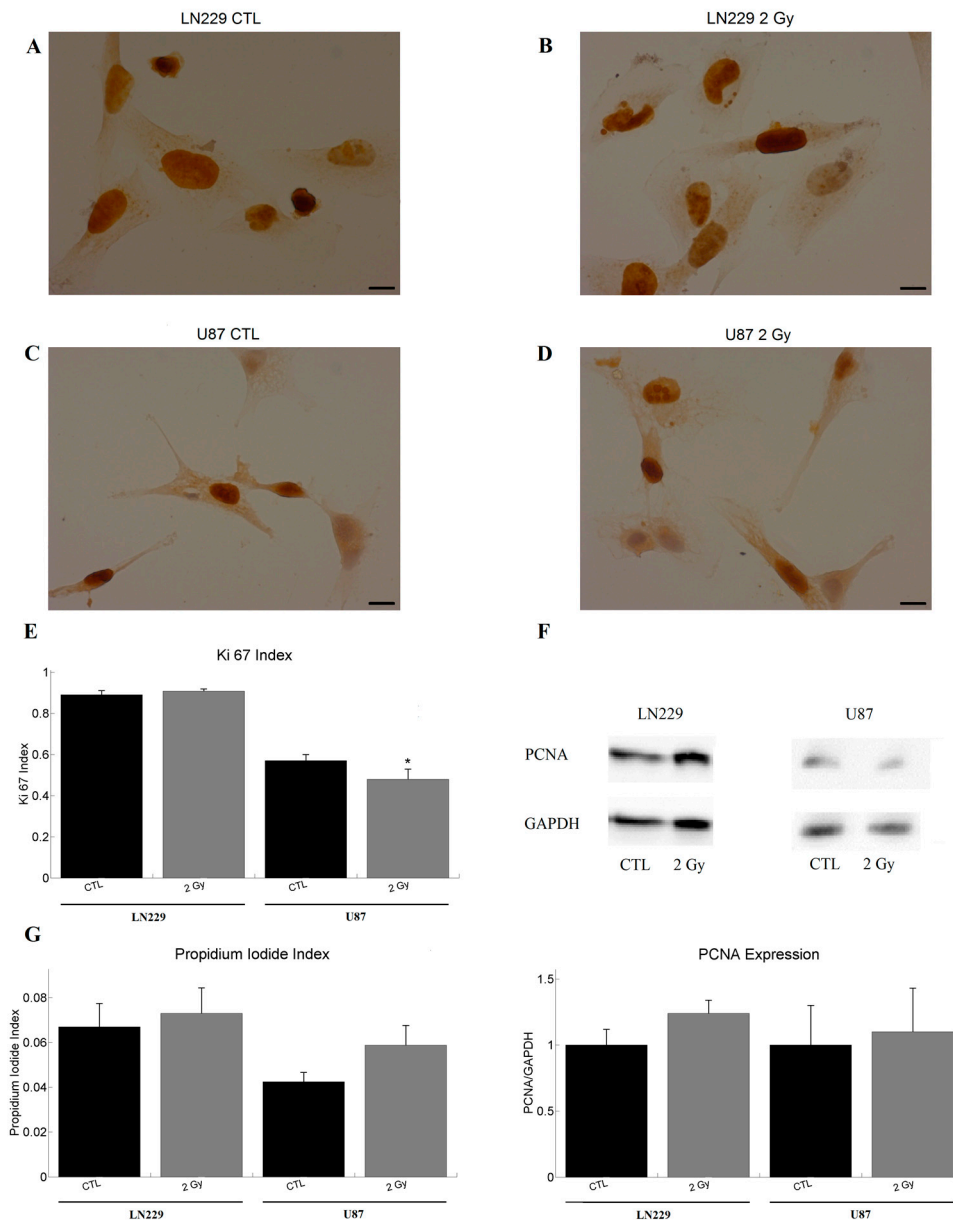 LN229 CTL
A
LN229 2 Gy
B
U87 CTL
C
U87 2 Gy
D
E
Ki 67 Index
Ki 67 Index
1
0.8
0.6
0.4
0.2
0
*
CTL
2 Gy
CTL
2 Gy
LN229
U87
F
LN229
U87
PCNA
GAPDH
CTL
2 Gy
CTL
2 Gy
G
Propidium Iodide Index
Propidium Iodide Index
0.08
0.06
0.04
0.02
0
CTL
2 Gy
CTL
2 Gy
LN229
U87
PCNA Expression
PCNA/GAPDH
1.5
1
0.5
0
CTL
2 Gy
CTL
2 Gy
LN229
U87